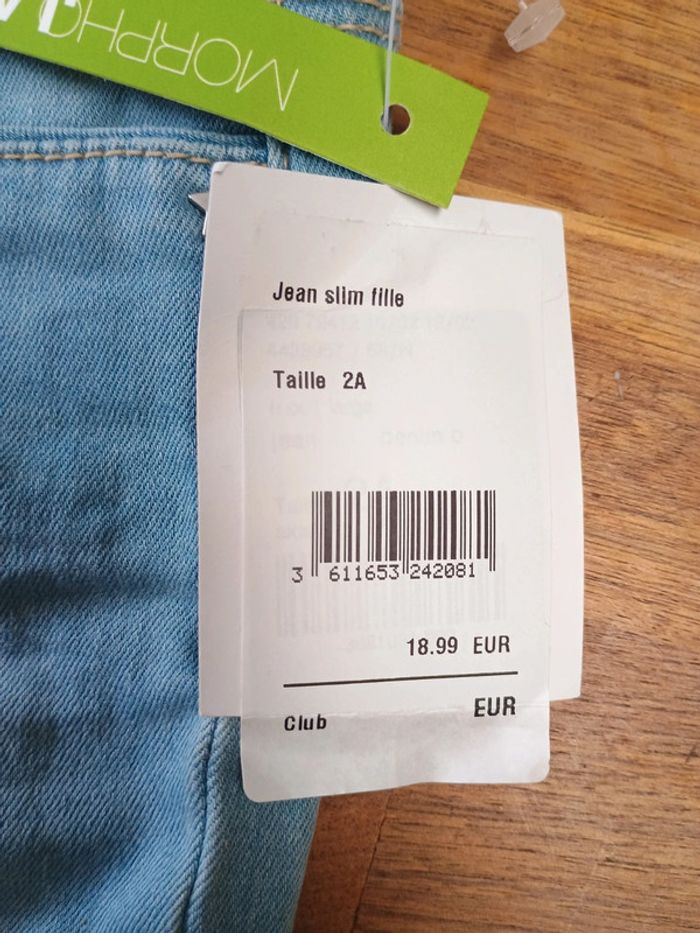 MORPHO
Jean slim fille
Taille 2A
3 611653 242081
18.99 EUR
Club EUR